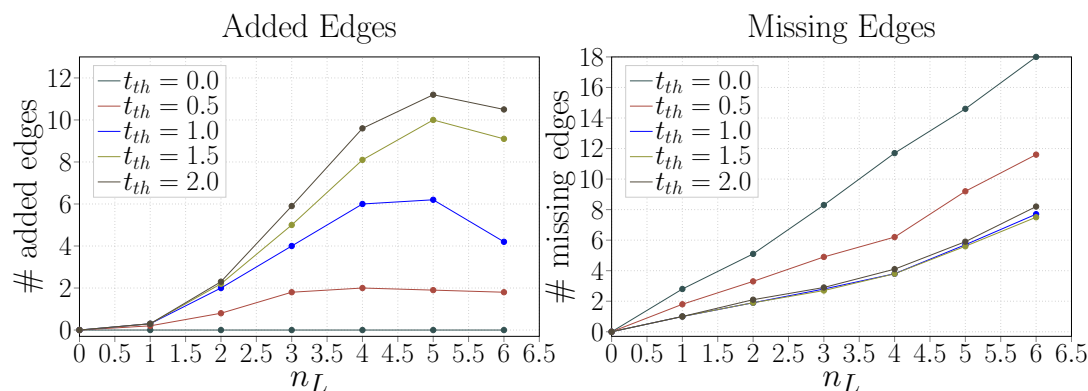 Added Edges
# added edges
12
10
8
6
4
2
0
t_th = 0.0
t_th = 0.5
t_th = 1.0
t_th = 1.5
t_th = 2.0
0 0.5 1 1.5 2 2.5 3 3.5 4 4.5 5 5.5 6 6.5
n_L
Missing Edges
# missing edges
18
16
14
12
10
8
6
4
2
0
t_th = 0.0
t_th = 0.5
t_th = 1.0
t_th = 1.5
t_th = 2.0
0 0.5 1 1.5 2 2.5 3 3.5 4 4.5 5 5.5 6 6.5
n_L